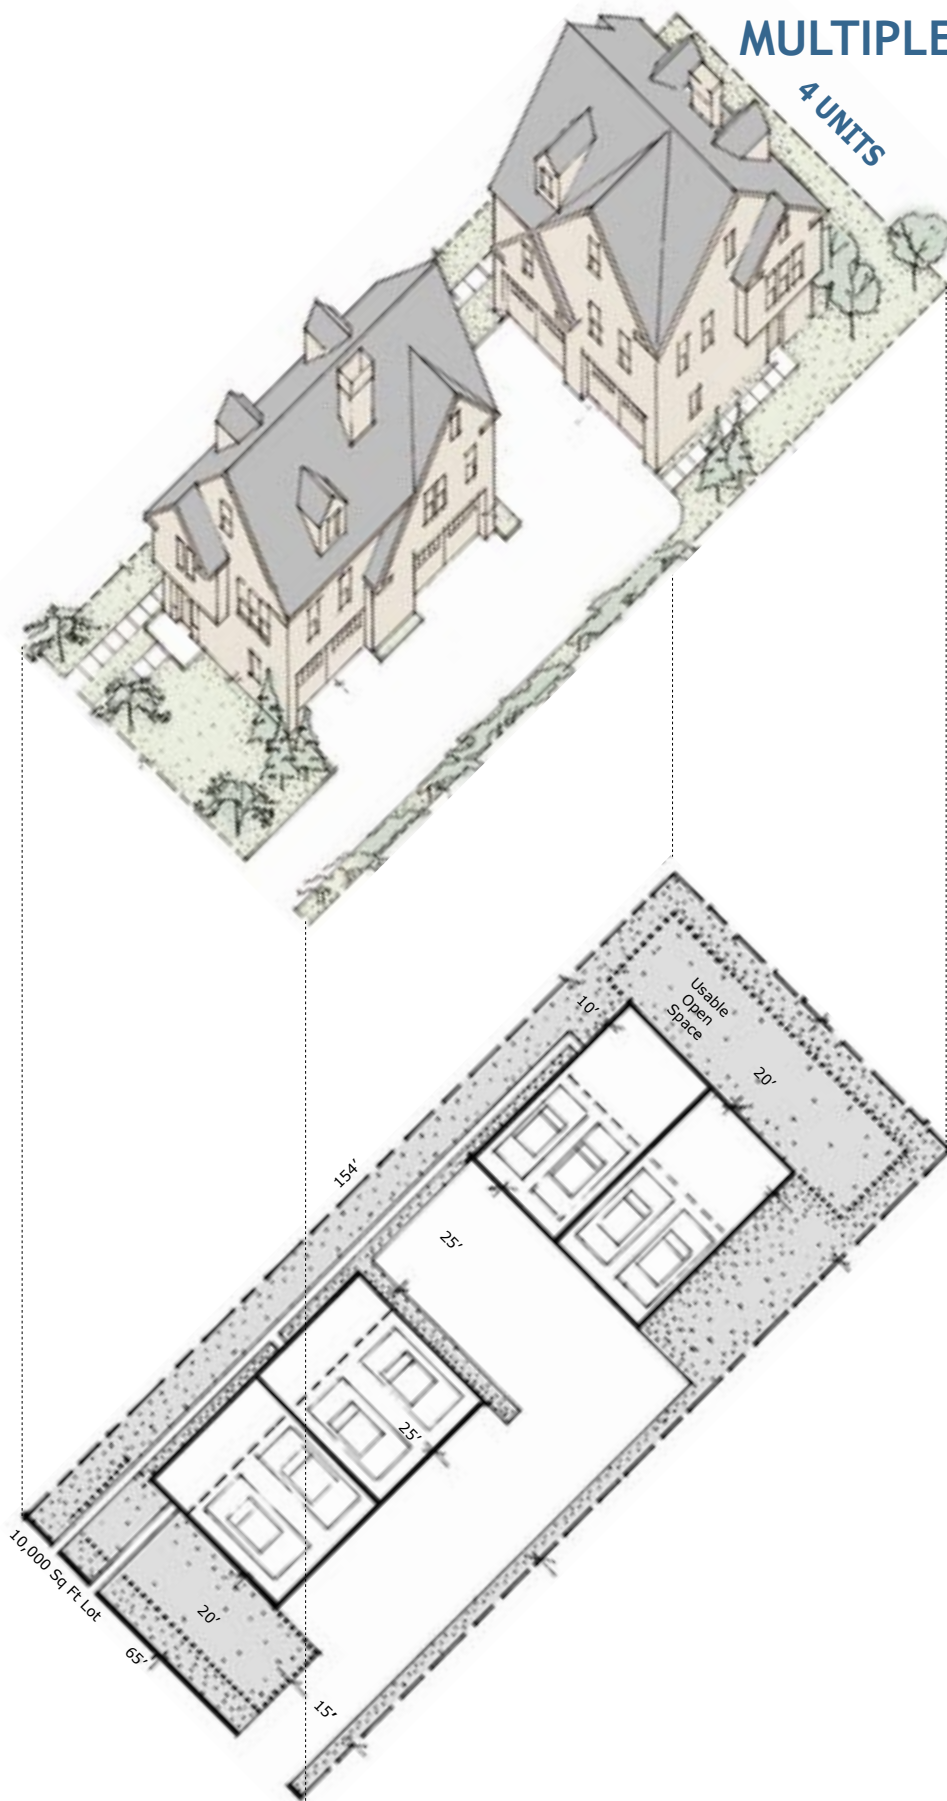 MULTIPLE
4 UNITS
Usable
Open
Space
10′
20′
154′
25′
25′
10,000 Sq Ft Lot
20′
65′
15′